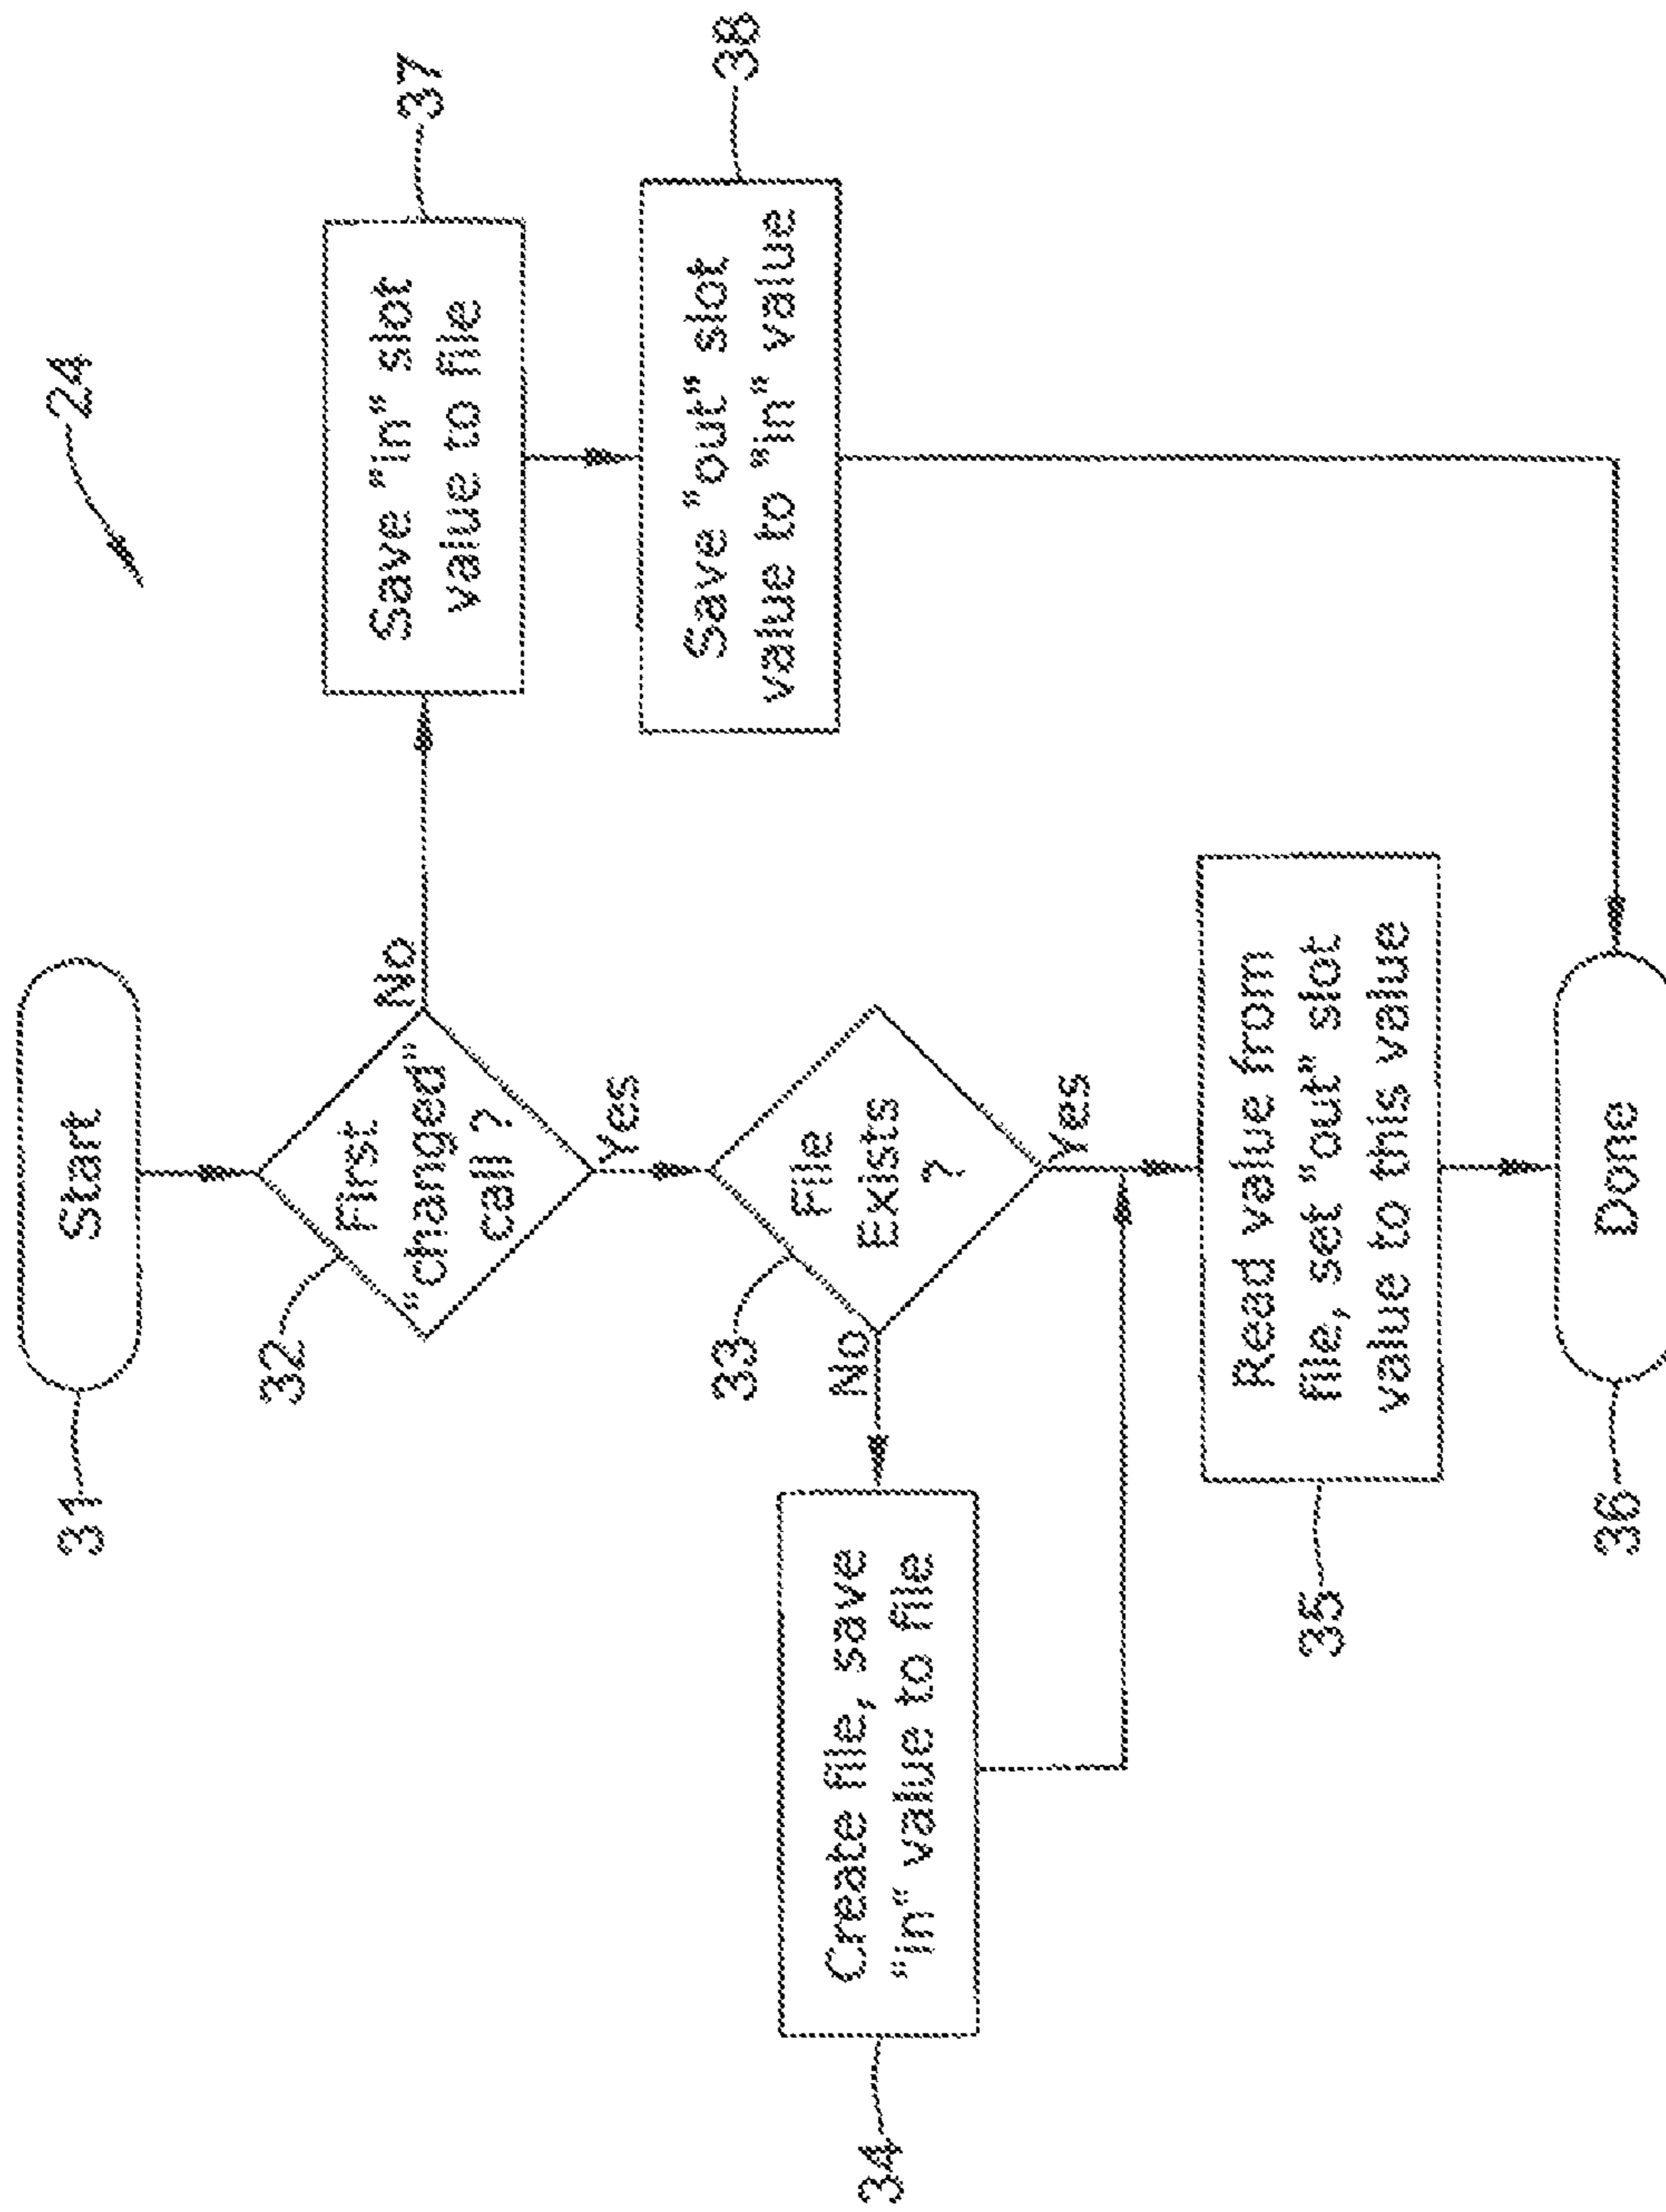 24
Start
31
First
"changed"
call ?
32
No
Yes
Save "in" slot
value to file
37
Save "out" slot
value to "in" value
38
File
Exists
?
33
No
Yes
Create file, save
"in" value to file
34
Read value from
file, set "out" slot
value to this value
35
Done
36